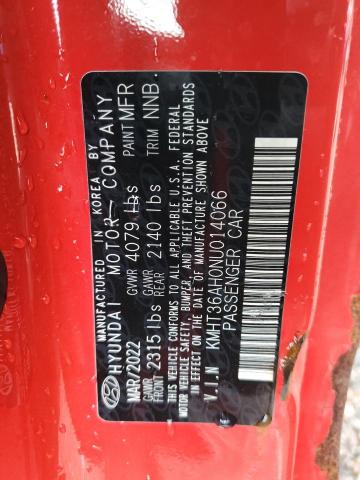 MANUFACTURED IN KOREA BY
HYUNDAI MOTOR COMPANY
MAR/2022 GVWR 4079 lbs PAINT MFR
GAWR FRONT 2315 lbs GAWR REAR 2140 lbs TRIM NNB
THIS VEHICLE CONFORMS TO ALL APPLICABLE U.S.A. FEDERAL
MOTOR VEHICLE SAFETY, BUMPER, AND THEFT PREVENTION STANDARDS
IN EFFECT ON THE DATE OF MANUFACTURE SHOWN ABOVE
V.I.N KMHT36AH0NU014066
PASSENGER CAR